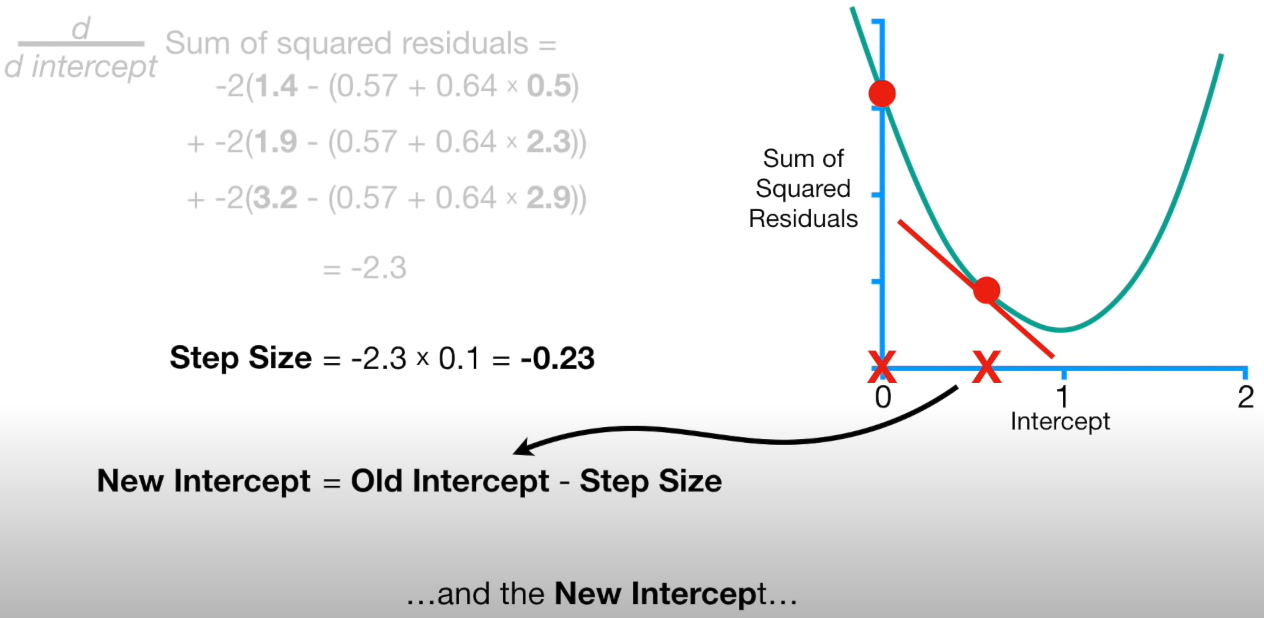 d
d intercept
Sum of squared residuals =
-2(1.4 - (0.57 + 0.64 × 0.5)
+ -2(1.9 - (0.57 + 0.64 × 2.3))
+ -2(3.2 - (0.57 + 0.64 × 2.9))
= -2.3
Step Size = -2.3 × 0.1 = -0.23
New Intercept = Old Intercept - Step Size
...and the New Intercept...
Sum of
Squared
Residuals
X X
0 1 2
Intercept